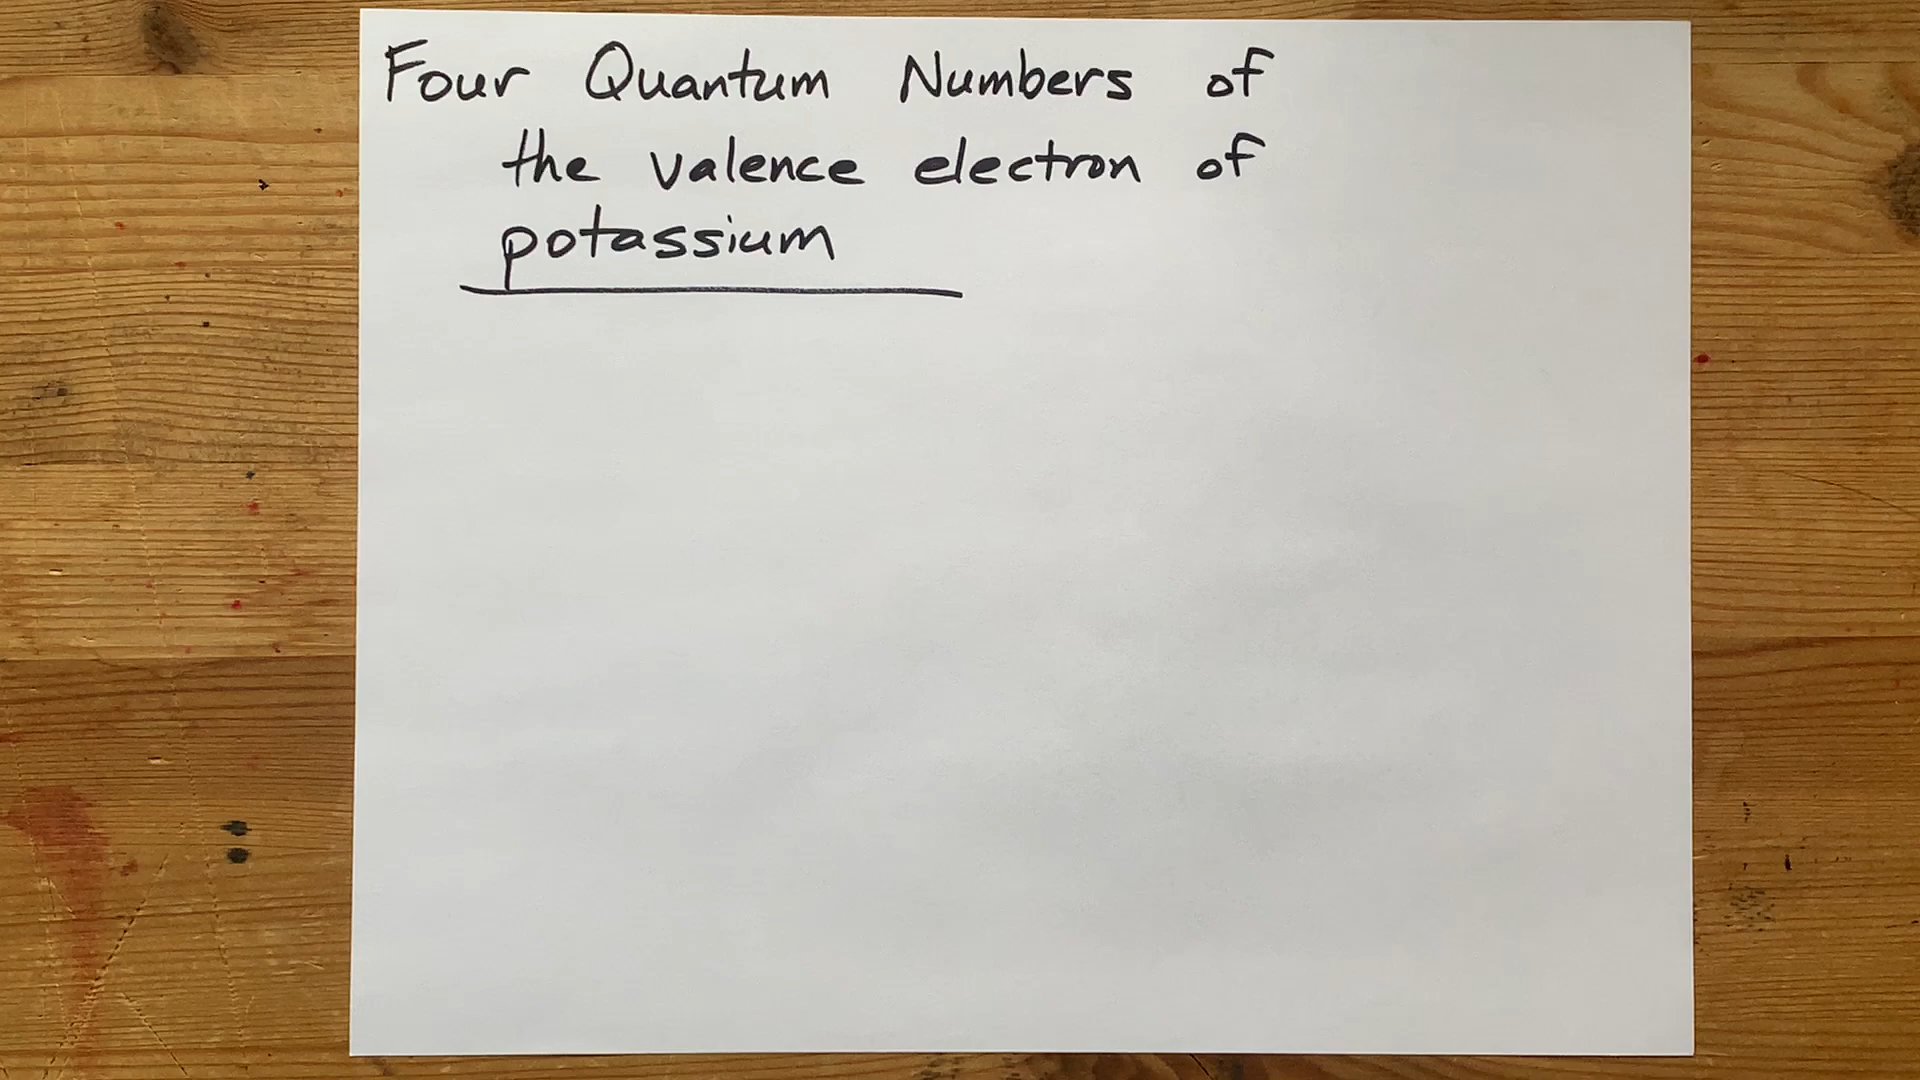 Four Quantum Numbers of
the valence electron of
potassium